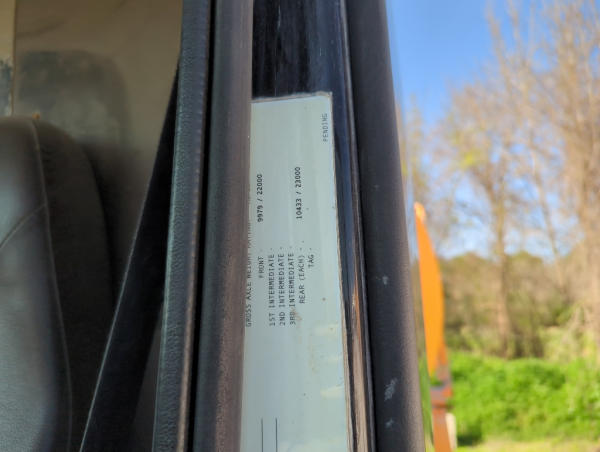 GROSS AXLE WEIGHT
FRONT 9979 / 22000
1ST INTERMEDIATE -
2ND INTERMEDIATE -
3RD INTERMEDIATE -
REAR (EACH) - 10433 / 23000
TAG -
PENDING